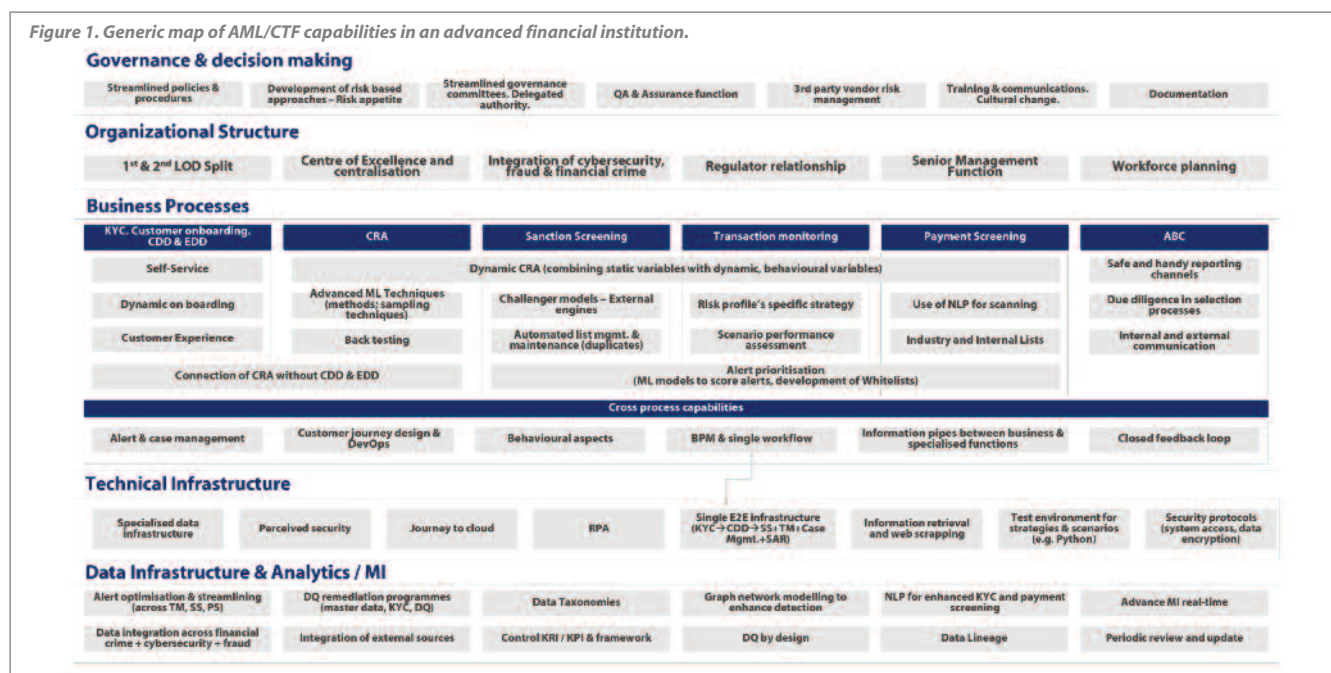 Figure 1. Generic map of AML/CTF capabilities in an advanced financial institution.
Governance & decision making
Streamlined policies &
procedures
Development of risk based
approaches – Risk appetite
Streamlined governance
committees. Delegated
authority.
QA & Assurance function
3rd party vendor risk
management
Training & communications.
Cultural change.
Documentation
Organizational Structure
1st & 2nd LOD Split
Centre of Excellence and
centralisation
Integration of cybersecurity,
fraud & financial crime
Regulator relationship
Senior Management
Function
Workforce planning
Business Processes
KYC. Customer onboarding.
CDD & EDD
CRA
Sanction Screening
Transaction monitoring
Payment Screening
ABC
Self-Service
Dynamic CRA (combining static variables with dynamic, behavioural variables)
Safe and handy reporting
channels
Dynamic on boarding
Advanced ML Techniques
(methods; sampling
techniques)
Challenger models – External
engines
Risk profile's specific strategy
Use of NLP for scanning
Due diligence in selection
processes
Customer Experience
Back testing
Automated list mgmt. &
maintenance (duplicates)
Scenario performance
assessment
Industry and Internal Lists
Internal and external
communication
Connection of CRA without CDD & EDD
Alert prioritisation
(ML models to score alerts, development of Whitelists)
Cross process capabilities
Alert & case management
Customer journey design &
DevOps
Behavioural aspects
BPM & single workflow
Information pipes between business &
specialised functions
Closed feedback loop
Technical Infrastructure
Specialised data
infrastructure
Perceived security
Journey to cloud
RPA
Single E2E infrastructure
(KYC→CDD→SS+TM+Case
Mgmt.+SAR)
Information retrieval
and web scrapping
Test environment for
strategies & scenarios
(e.g. Python)
Security protocols
(system access, data
encryption)
Data Infrastructure & Analytics / MI
Alert optimisation & streamlining
(across TM, SS, PS)
DQ remediation programmes
(master data, KYC, DQ)
Data Taxonomies
Graph network modelling to
enhance detection
NLP for enhanced KYC and payment
screening
Advance MI real-time
Data integration across financial
crime + cybersecurity + fraud
Integration of external sources
Control KRI / KPI & framework
DQ by design
Data Lineage
Periodic review and update